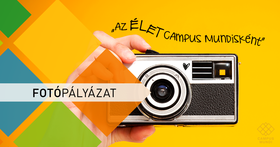 „AZ ÉLET CAMPUS MUNDISKÉNT”
FOTÓPÁLYÁZAT